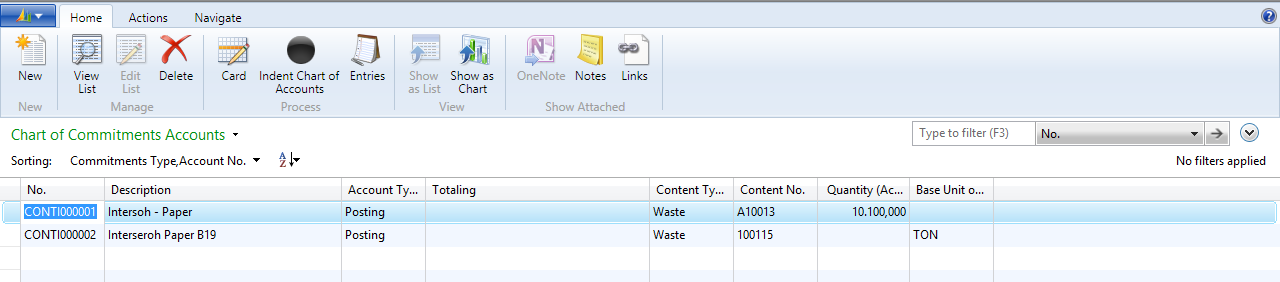 Home Actions Navigate
New View List Edit List Delete Card Indent Chart of Accounts Entries Show as List Show as Chart OneNote Notes Links
New Manage Process View Show Attached
Chart of Commitments Accounts Type to filter (F3) No.
Sorting: Commitments Type,Account No. AZ No filters applied
No. Description Account Ty... Totaling Content Ty... Content No. Quantity (Ac... Base Unit o...
CONTI000001 Intersoh - Paper Posting Waste A10013 10.100,000
CONTI000002 Interseroh Paper B19 Posting Waste 100115 TON